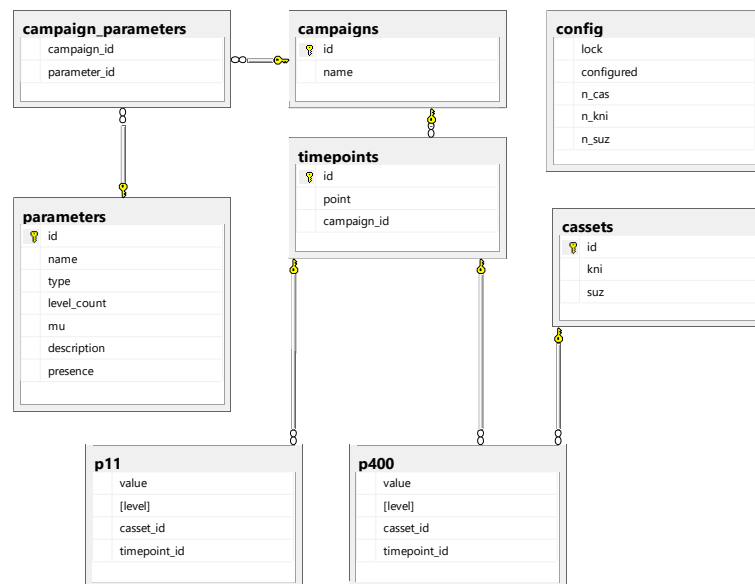 campaign_parameters
campaign_id
parameter_id
campaigns
id
name
config
lock
configured
n_cas
n_kni
n_suz
timepoints
id
point
campaign_id
parameters
id
name
type
level_count
mu
description
presence
cassets
id
kni
suz
p11
value
[level]
casset_id
timepoint_id
p400
value
[level]
casset_id
timepoint_id